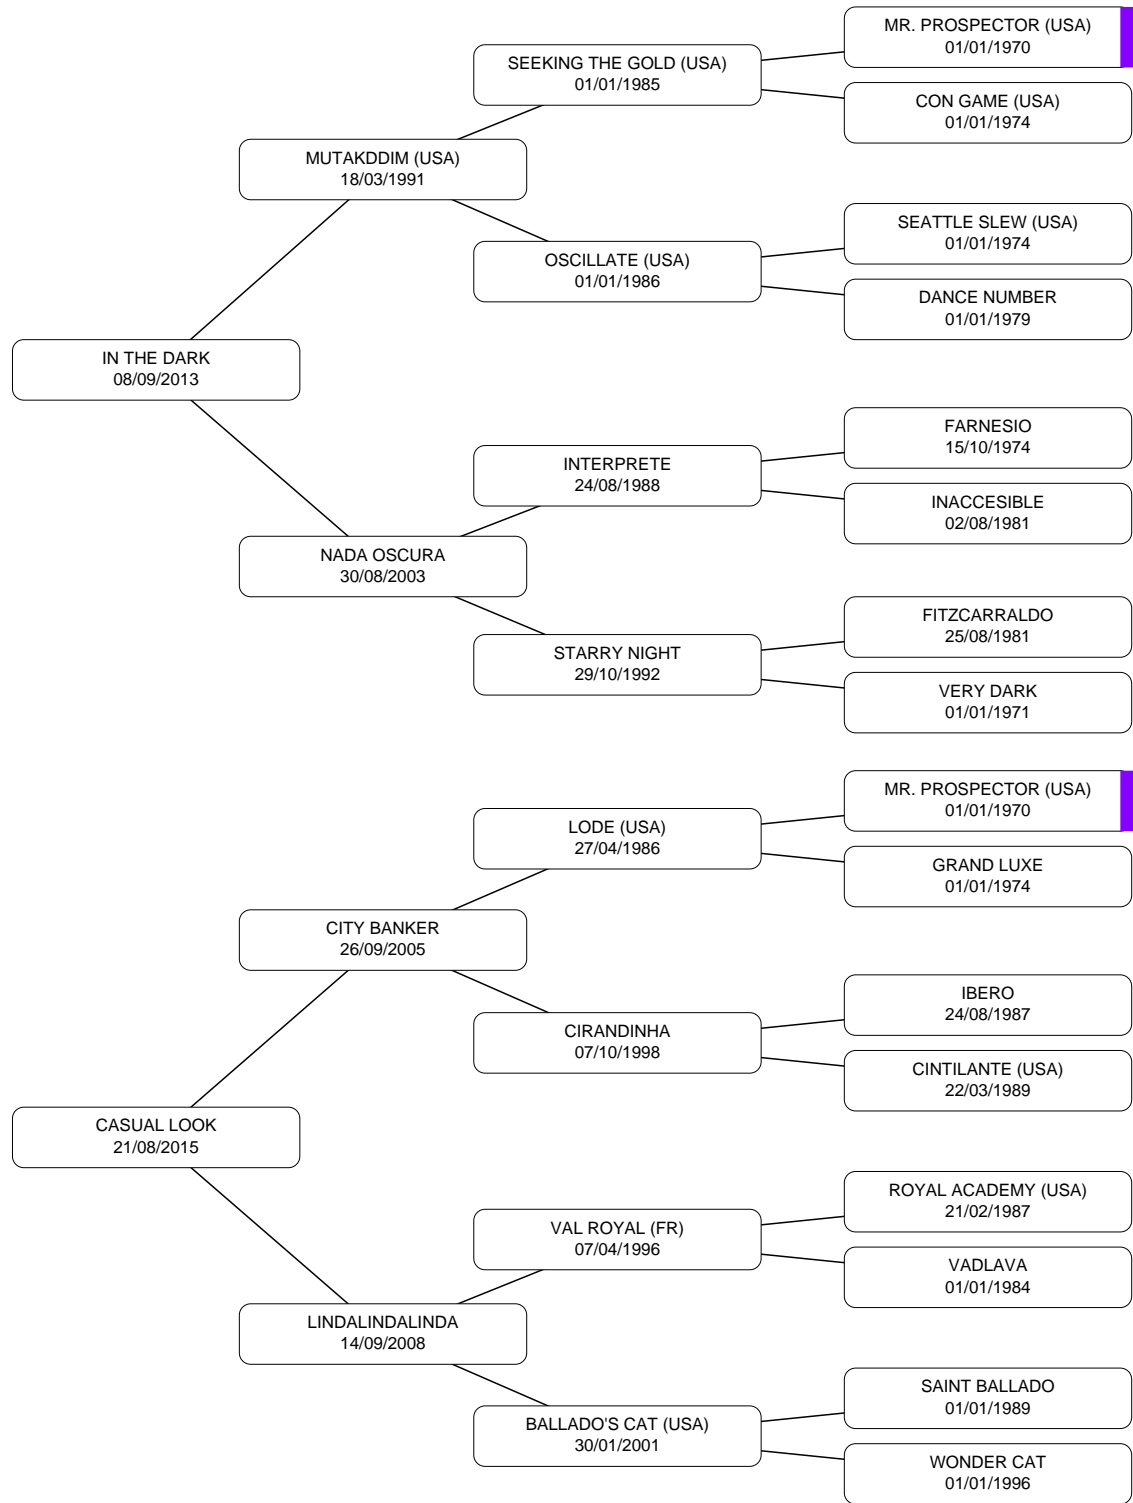 MR. PROSPECTOR (USA)
01/01/1970
SEEKING THE GOLD (USA)
01/01/1985
CON GAME (USA)
01/01/1974
MUTAKDDIM (USA)
18/03/1991
SEATTLE SLEW (USA)
01/01/1974
OSCILLATE (USA)
01/01/1986
DANCE NUMBER
01/01/1979
IN THE DARK
08/09/2013
FARNESIO
15/10/1974
INTERPRETE
24/08/1988
INACCESIBLE
02/08/1981
NADA OSCURA
30/08/2003
FITZCARRALDO
25/08/1981
STARRY NIGHT
29/10/1992
VERY DARK
01/01/1971
MR. PROSPECTOR (USA)
01/01/1970
LODE (USA)
27/04/1986
GRAND LUXE
01/01/1974
CITY BANKER
26/09/2005
IBERO
24/08/1987
CIRANDINHA
07/10/1998
CINTILANTE (USA)
22/03/1989
CASUAL LOOK
21/08/2015
ROYAL ACADEMY (USA)
21/02/1987
VAL ROYAL (FR)
07/04/1996
VADLAVA
01/01/1984
LINDALINDALINDA
14/09/2008
SAINT BALLADO
01/01/1989
BALLADO'S CAT (USA)
30/01/2001
WONDER CAT
01/01/1996